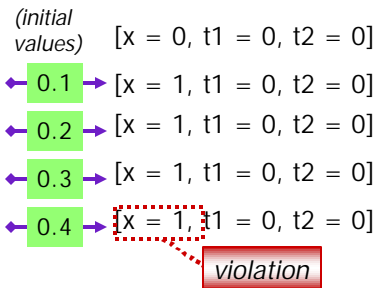 (initial
values) [x = 0, t1 = 0, t2 = 0]
0.1 [x = 1, t1 = 0, t2 = 0]
0.2 [x = 1, t1 = 0, t2 = 0]
0.3 [x = 1, t1 = 0, t2 = 0]
0.4 [x = 1, t1 = 0, t2 = 0]
violation